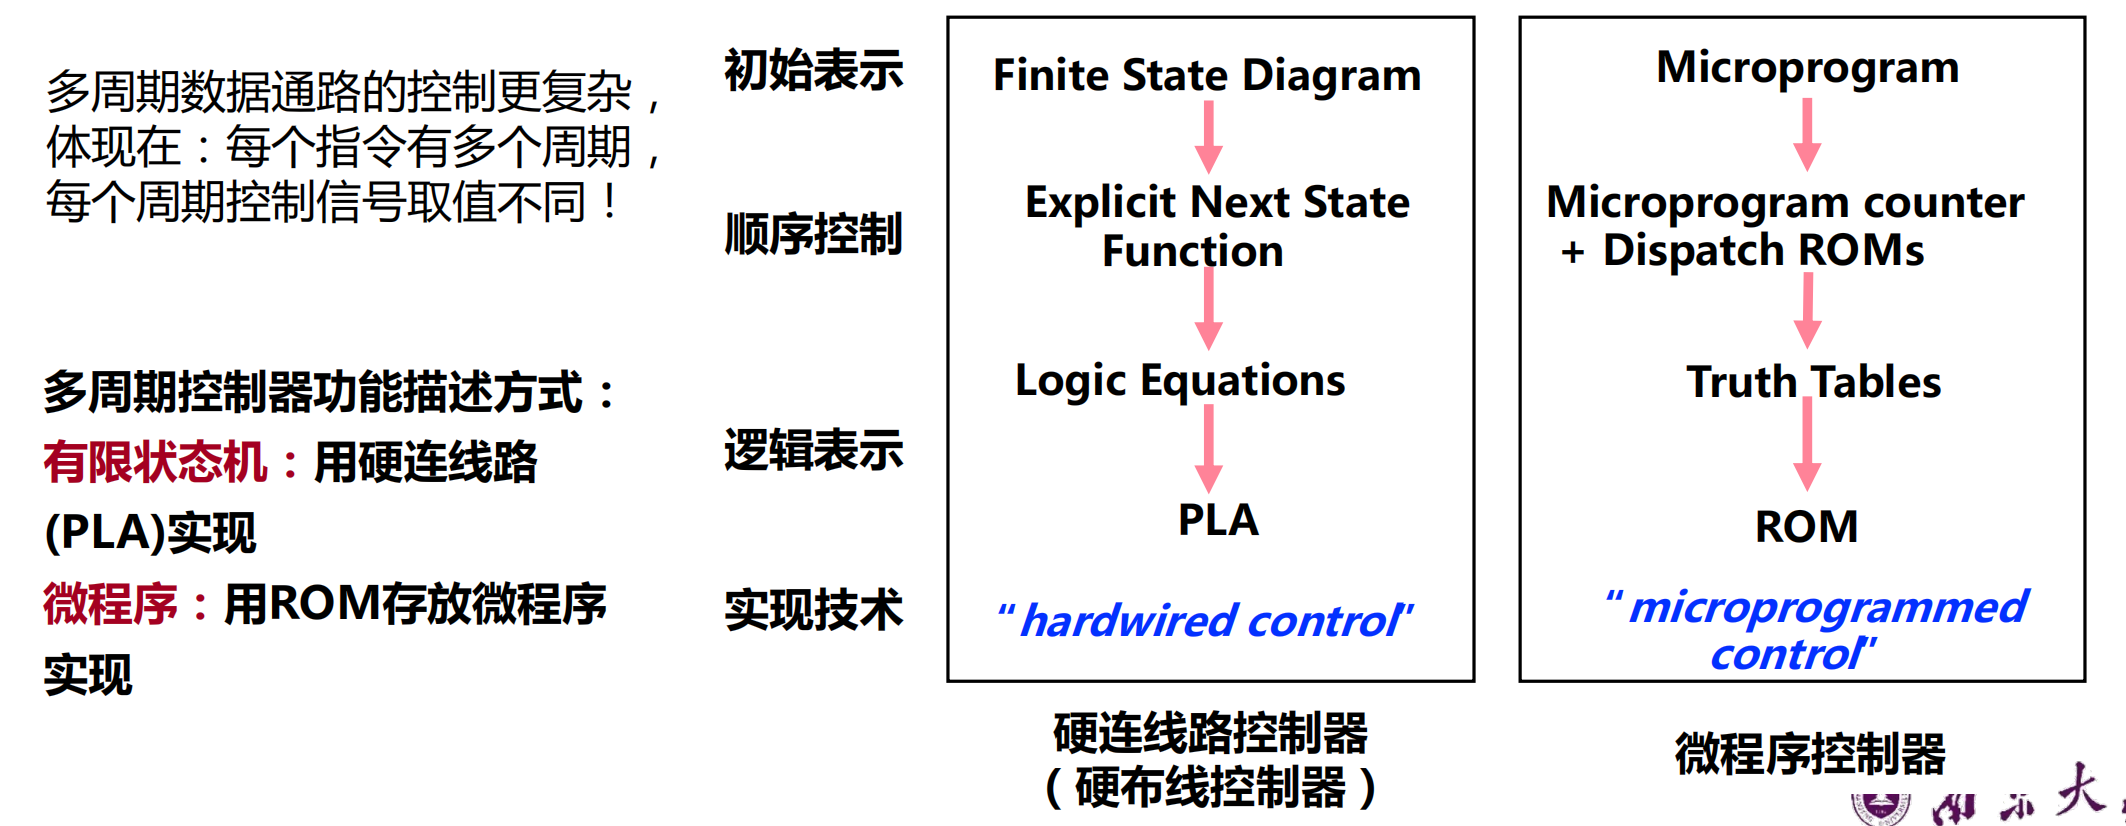 多周期数据通路的控制更复杂，
体现在：每个指令有多个周期，
每个周期控制信号取值不同！
多周期控制器功能描述方式：
有限状态机：用硬连线路
(PLA)实现
微程序：用ROM存放微程序
实现
初始表示
顺序控制
逻辑表示
实现技术
Finite State Diagram
Explicit Next State
Function
Logic Equations
PLA
“hardwired control”
硬连线路控制器
（硬布线控制器）
Microprogram
Microprogram counter
+ Dispatch ROMs
Truth Tables
ROM
“microprogrammed
control”
微程序控制器
南京大